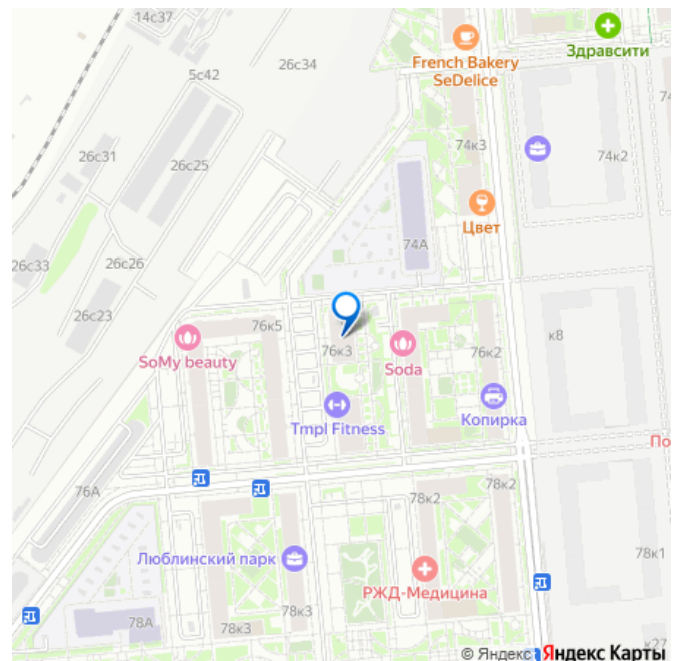 14с37
French Bakery
SeDelice
Здравсити
26с34
5с42
74к3
74к2
26с31
26с25
Цвет
74А
26с33
26с26
26с23
76к5
к8
SoMy beauty
76к3
76к2
Soda
Tmpl Fitness
Копирка
По
76А
78к2
78к2
Люблинский парк
78к1
РЖД-Медицина
78А
78к3
78к3
к27
© Яндекс
Яндекс Карты